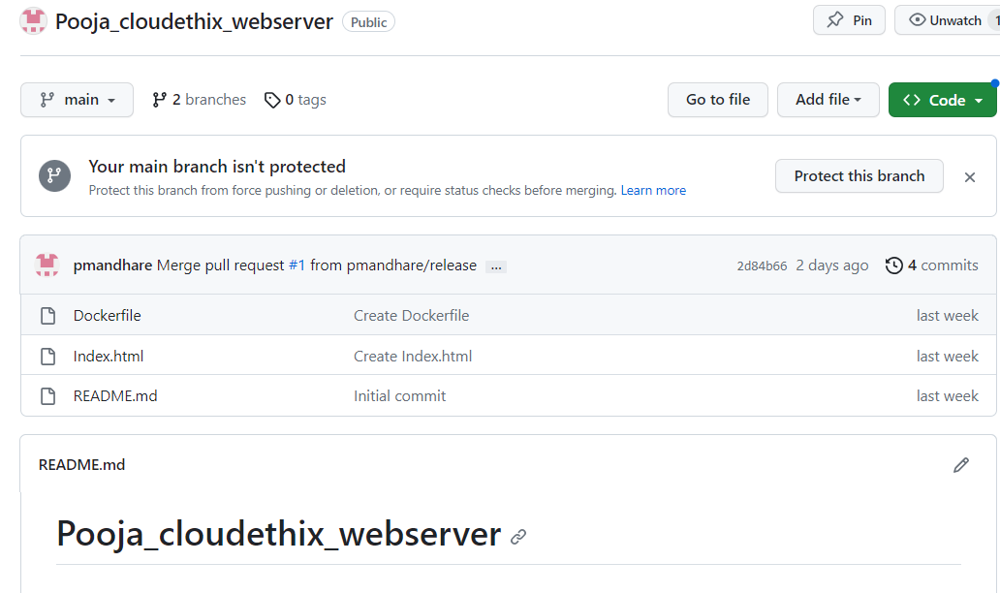 Pooja_cloudethix_webserver Public Pin Unwatch 1
main 2 branches 0 tags Go to file Add file Code
Your main branch isn't protected
Protect this branch from force pushing or deletion, or require status checks before merging. Learn more
Protect this branch
pmandhare Merge pull request #1 from pmandhare/release ... 2d84b66 2 days ago 4 commits
Dockerfile Create Dockerfile last week
Index.html Create Index.html last week
README.md Initial commit last week
README.md
Pooja_cloudethix_webserver